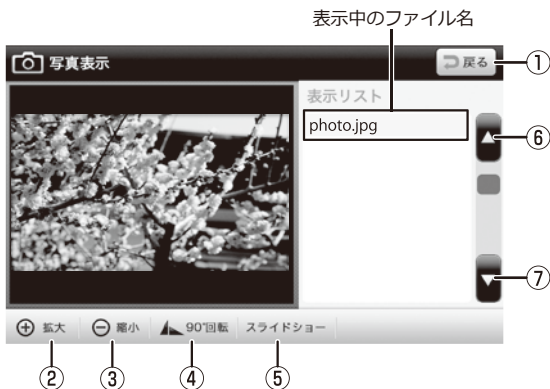 表示中のファイル名
写真表示
戻る
①
表示リスト
photo.jpg
⑥
⑦
拡大
縮小
90°回転
スライドショー
②
③
④
⑤